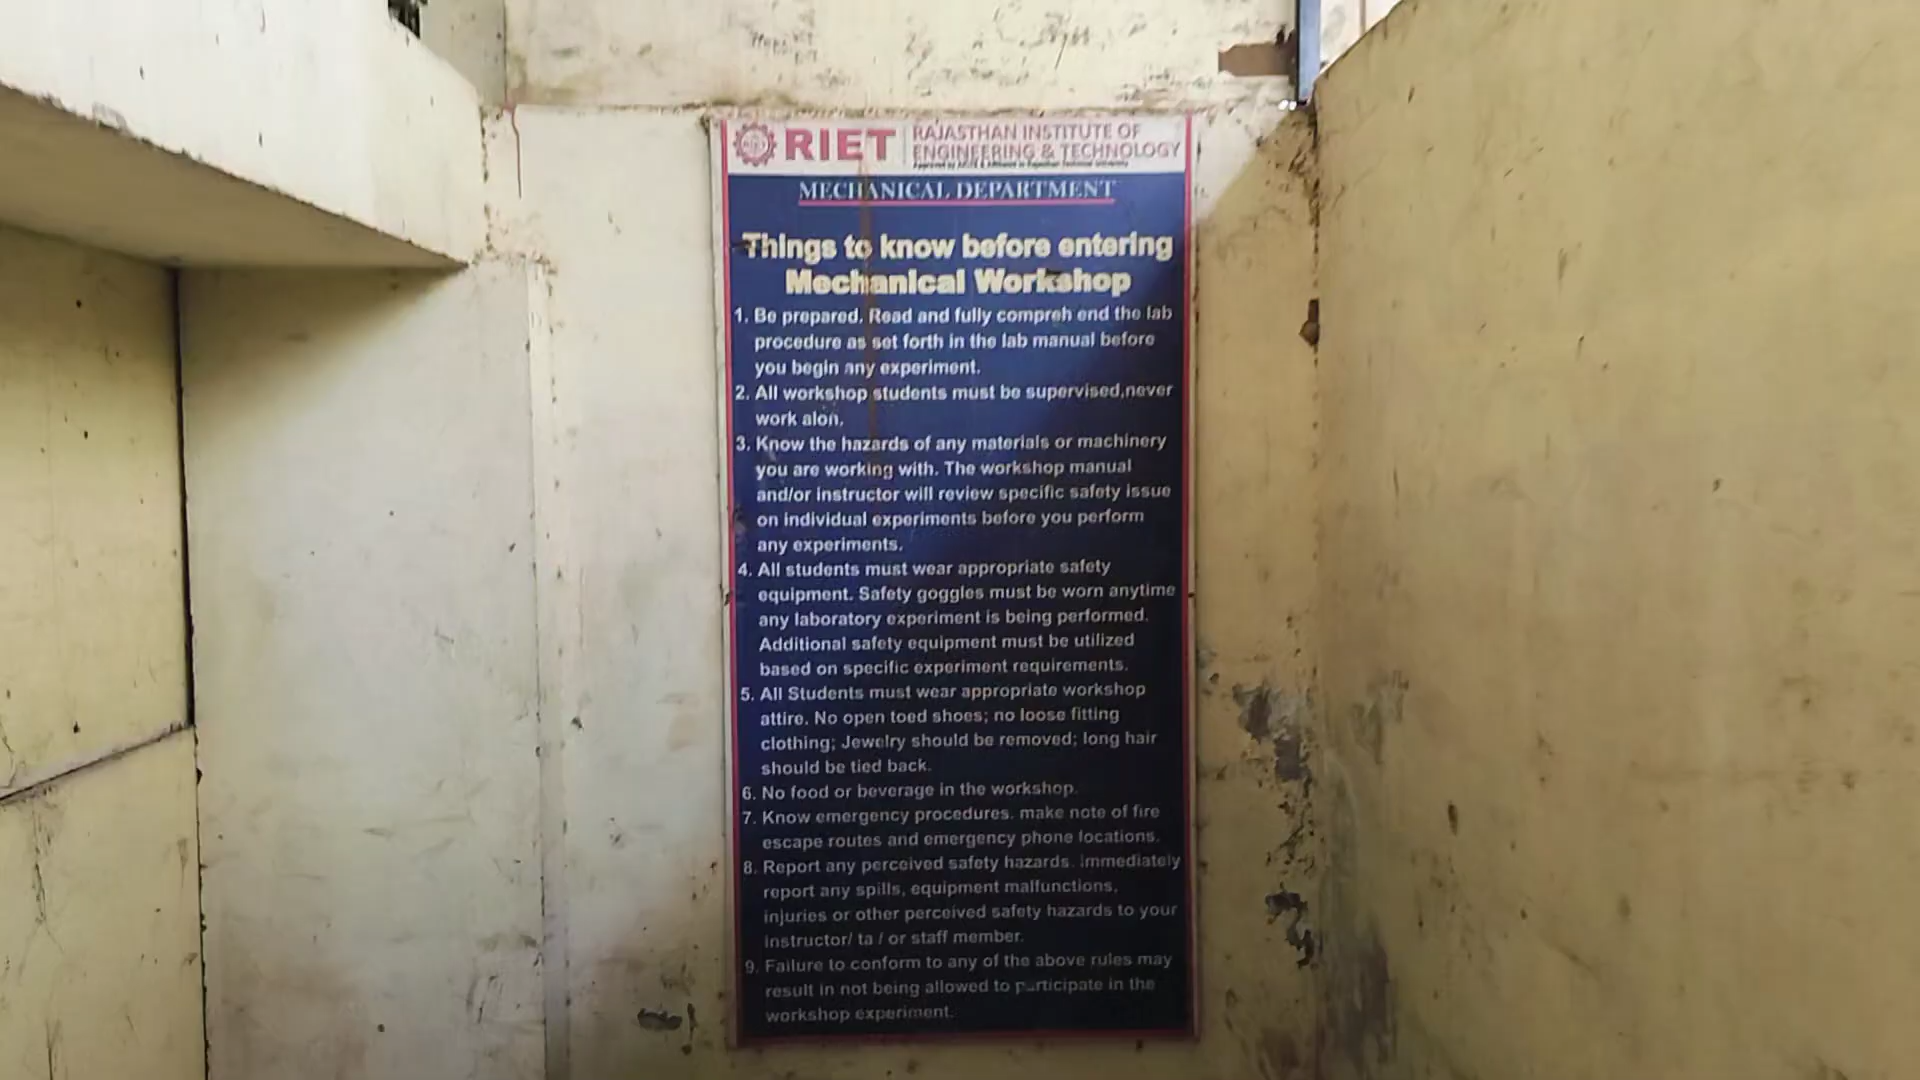 RIET
RAJASTHAN INSTITUTE OF
ENGINEERING & TECHNOLOGY
MECHANICAL DEPARTMENT
Things to know before entering
Mechanical Workshop
1. Be prepared. Read and fully compreh end the lab
procedure as set forth in the lab manual before
you begin any experiment.
2. All workshop students must be supervised,never
work alon.
3. Know the hazards of any materials or machinery
you are working with. The workshop manual
and/or instructor will review specific safety issue
on individual experiments before you perform
any experiments.
4. All students must wear appropriate safety
equipment. Safety goggles must be worn anytime
any laboratory experiment is being performed.
Additional safety equipment must be utilized
based on specific experiment requirements.
5. All Students must wear appropriate workshop
attire. No open toed shoes; no loose fitting
clothing; Jewelry should be removed; long hair
should be tied back.
6. No food or beverage in the workshop.
7. Know emergency procedures. make note of fire
escape routes and emergency phone locations.
8. Report any perceived safety hazards. immediately
report any spills, equipment malfunctions,
injuries or other perceived safety hazards to your
instructor/ ta / or staff member.
9. Failure to conform to any of the above rules may
result in not being allowed to participate in the
workshop experiment.